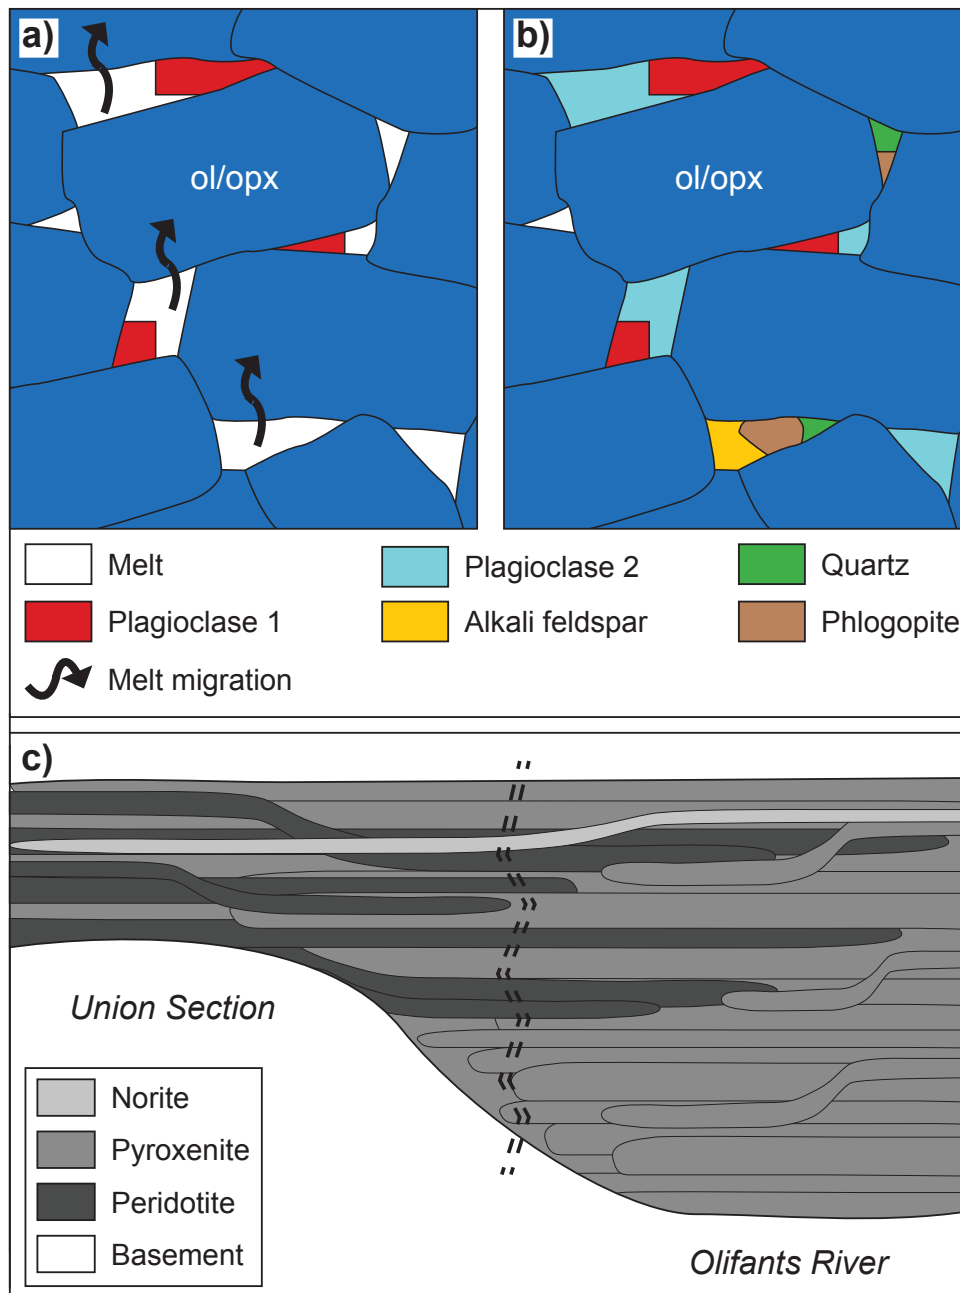 a)
b)
ol/opx
ol/opx
Melt
Plagioclase 2
Quartz
Plagioclase 1
Alkali feldspar
Phlogopite
Melt migration
c)
Union Section
Norite
Pyroxenite
Peridotite
Basement
Olifants River